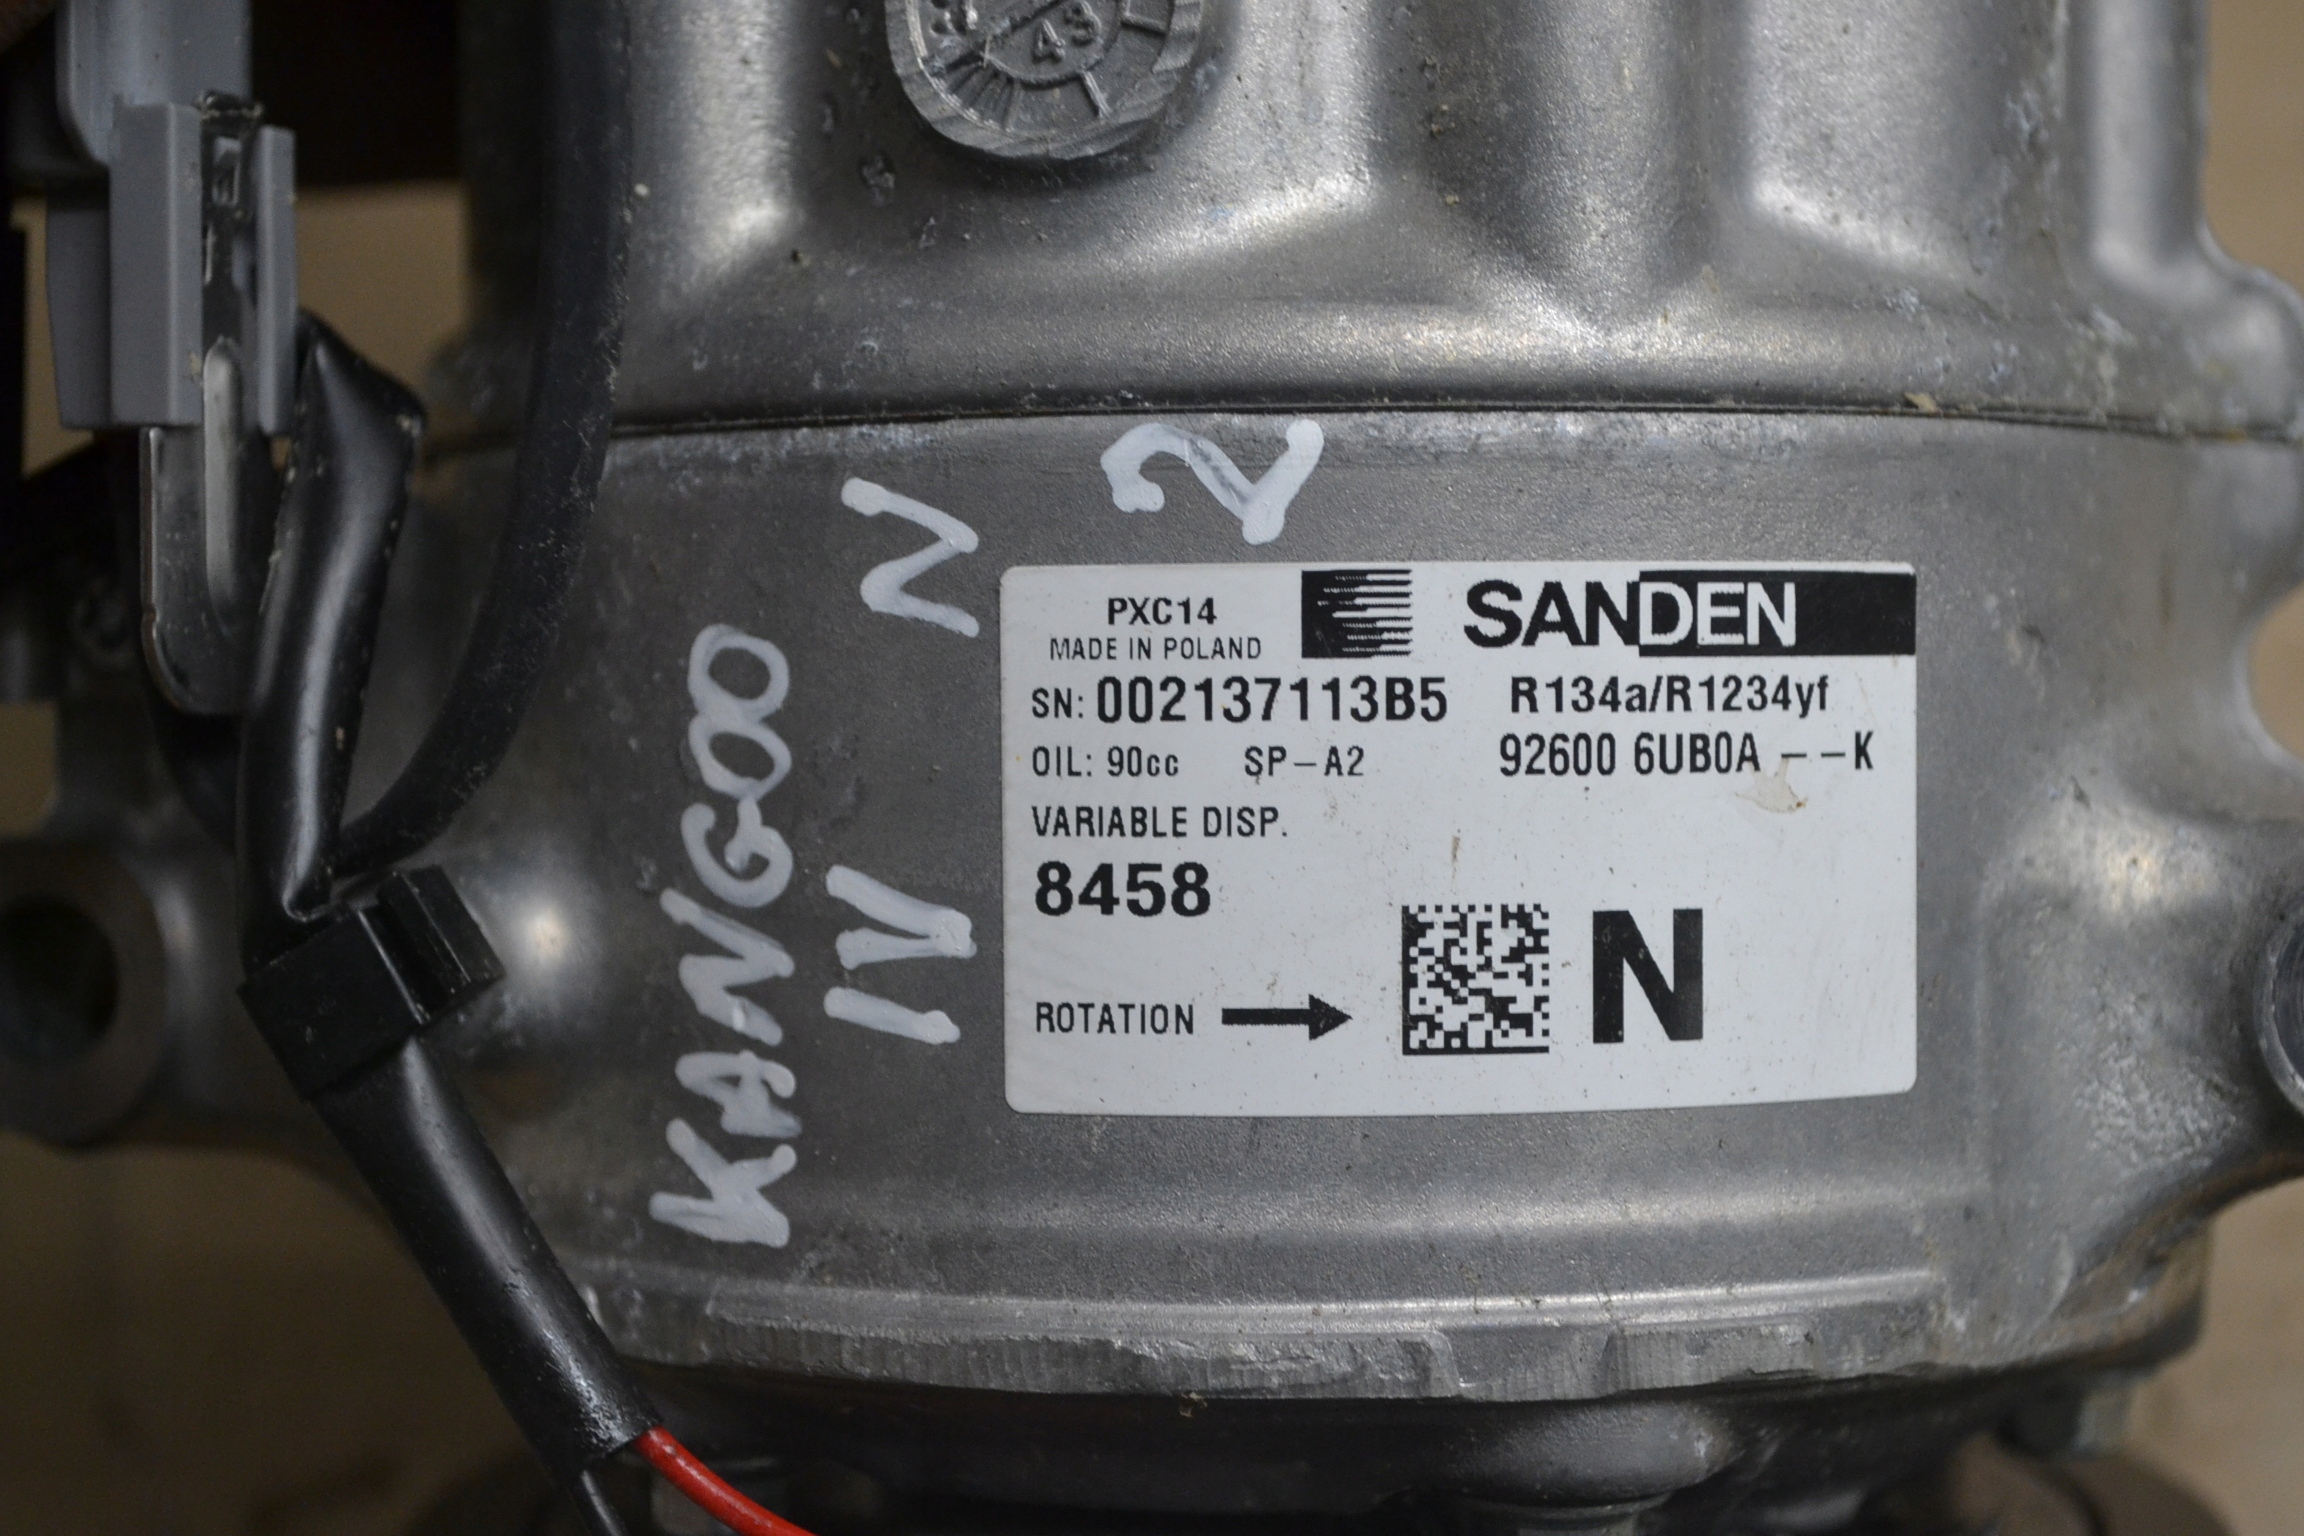 43
N 2
KANGOO
IV
PXC14
MADE IN POLAND
SANDEN
SN: 002137113B5 R134a/R1234yf
OIL: 90cc SP-A2 92600 6UB0A --K
VARIABLE DISP.
8458
ROTATION
N